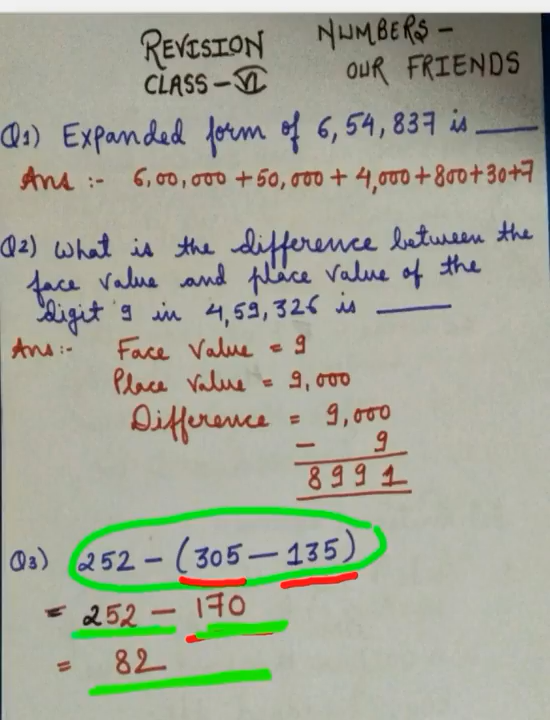 REVISION NUMBERS -
CLASS - VI OUR FRIENDS
Q1) Expanded form of 6,54,837 is ____
Ans :- 6,00,000 + 50,000 + 4,000 + 800 + 30 + 7
Q2) What is the difference between the
face value and place value of the
digit 9 in 4,59,326 is ____
Ans :- Face Value = 9
Place Value = 9,000
Difference = 9,000
- 9
8991
Q3) 252 - (305 - 135)
= 252 - 170
= 82